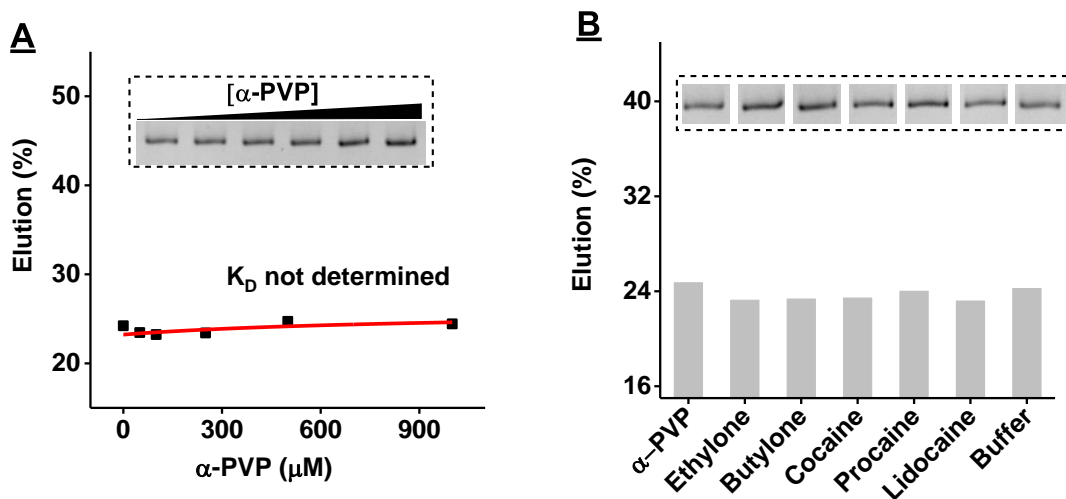 A
Elution (%)
50
40
30
20
[α-PVP]
K_D not determined
0 300 600 900
α-PVP (μM)
B
Elution (%)
40
32
24
16
α−PVP
Ethylone
Butylone
Cocaine
Procaine
Lidocaine
Buffer